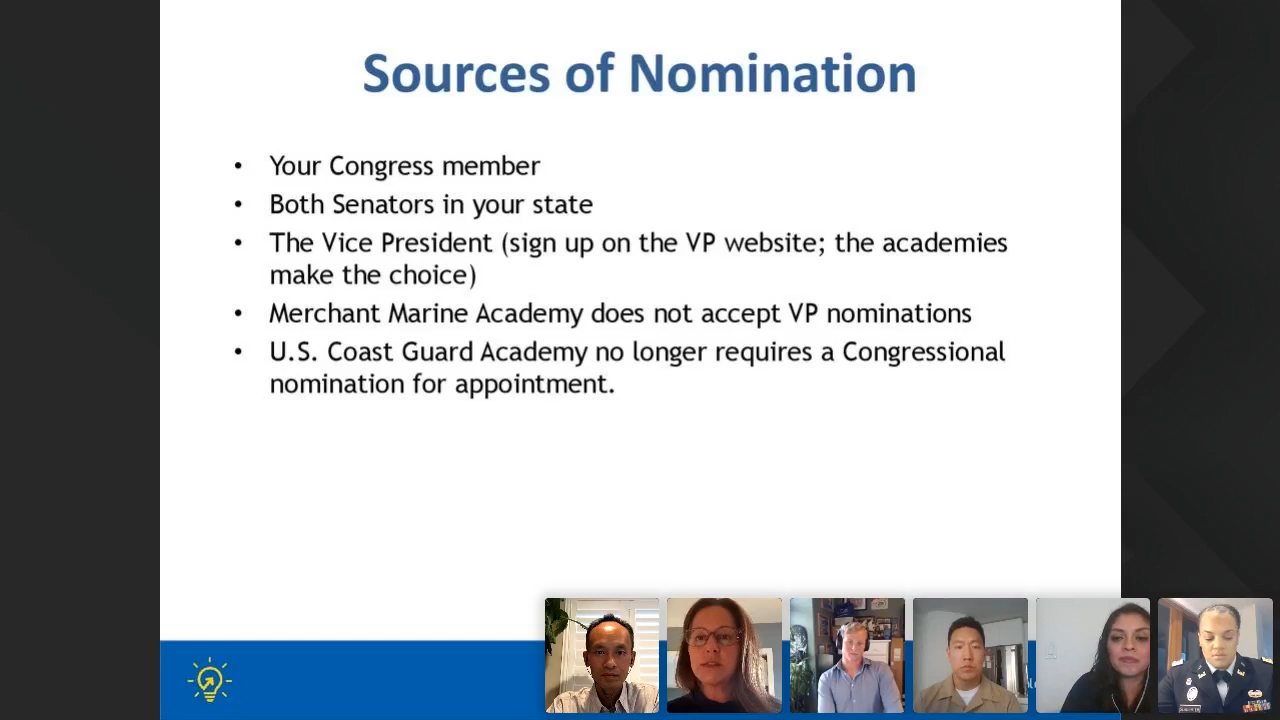 Sources of Nomination
• Your Congress member
• Both Senators in your state
• The Vice President (sign up on the VP website; the academies
make the choice)
• Merchant Marine Academy does not accept VP nominations
• U.S. Coast Guard Academy no longer requires a Congressional
nomination for appointment.